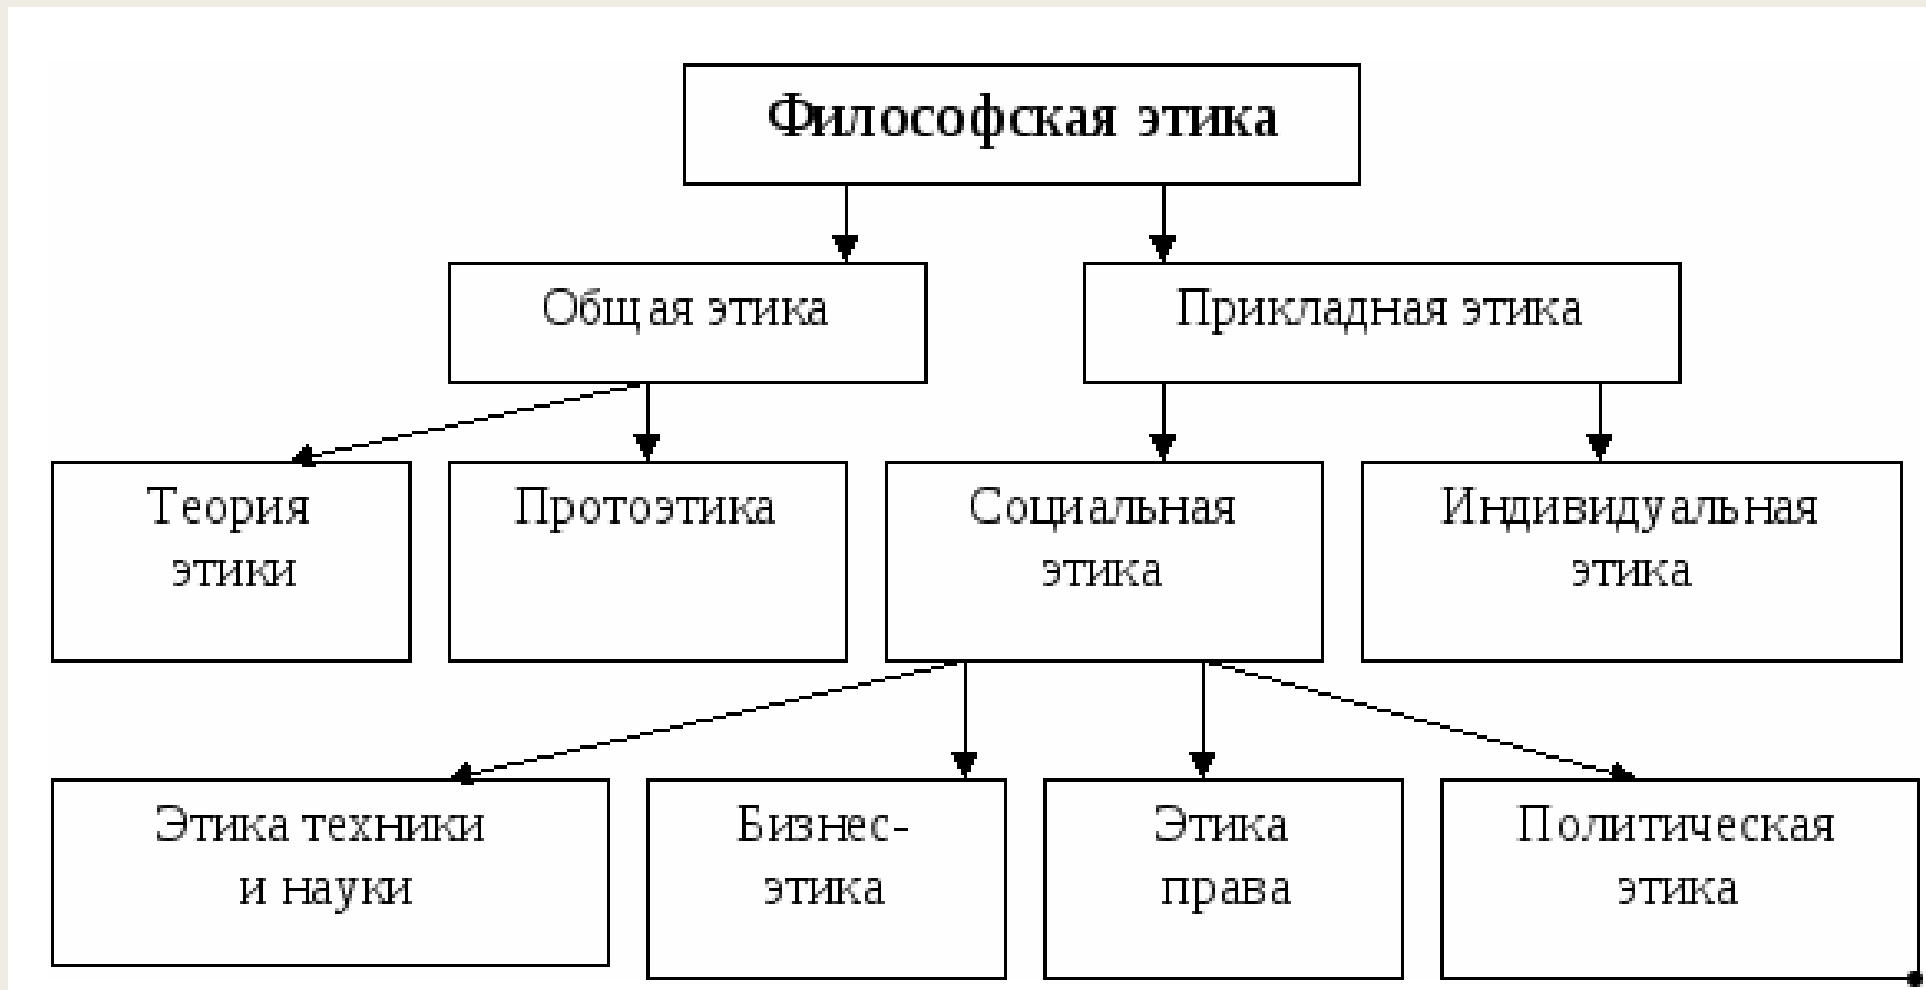 Философская этика
Общая этика
Прикладная этика
Теория
этики
Протоэтика
Социальная
этика
Индивидуальная
этика
Этика техники
и науки
Бизнес-
этика
Этика
права
Политическая
этика